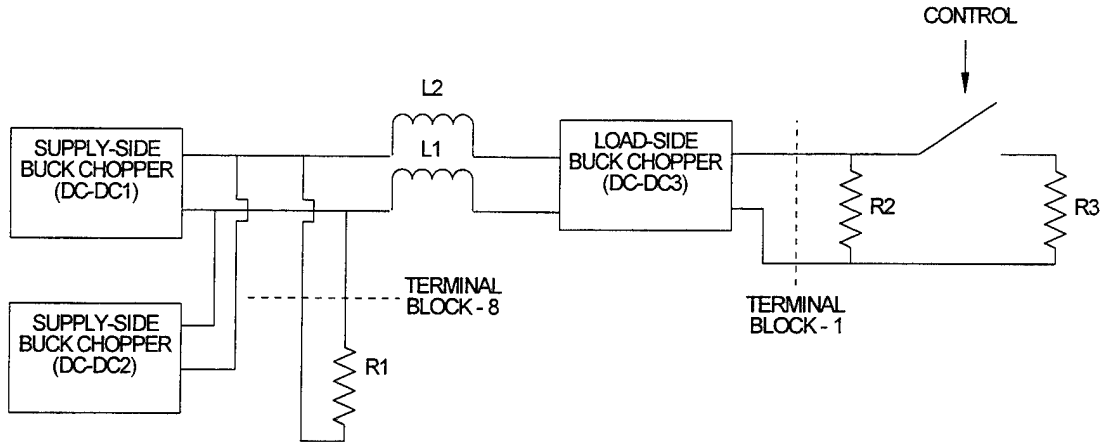 CONTROL
L2
SUPPLY-SIDE
BUCK CHOPPER
(DC-DC1)
L1
LOAD-SIDE
BUCK CHOPPER
(DC-DC3)
R2
R3
TERMINAL
BLOCK - 8
TERMINAL
BLOCK - 1
SUPPLY-SIDE
BUCK CHOPPER
(DC-DC2)
R1